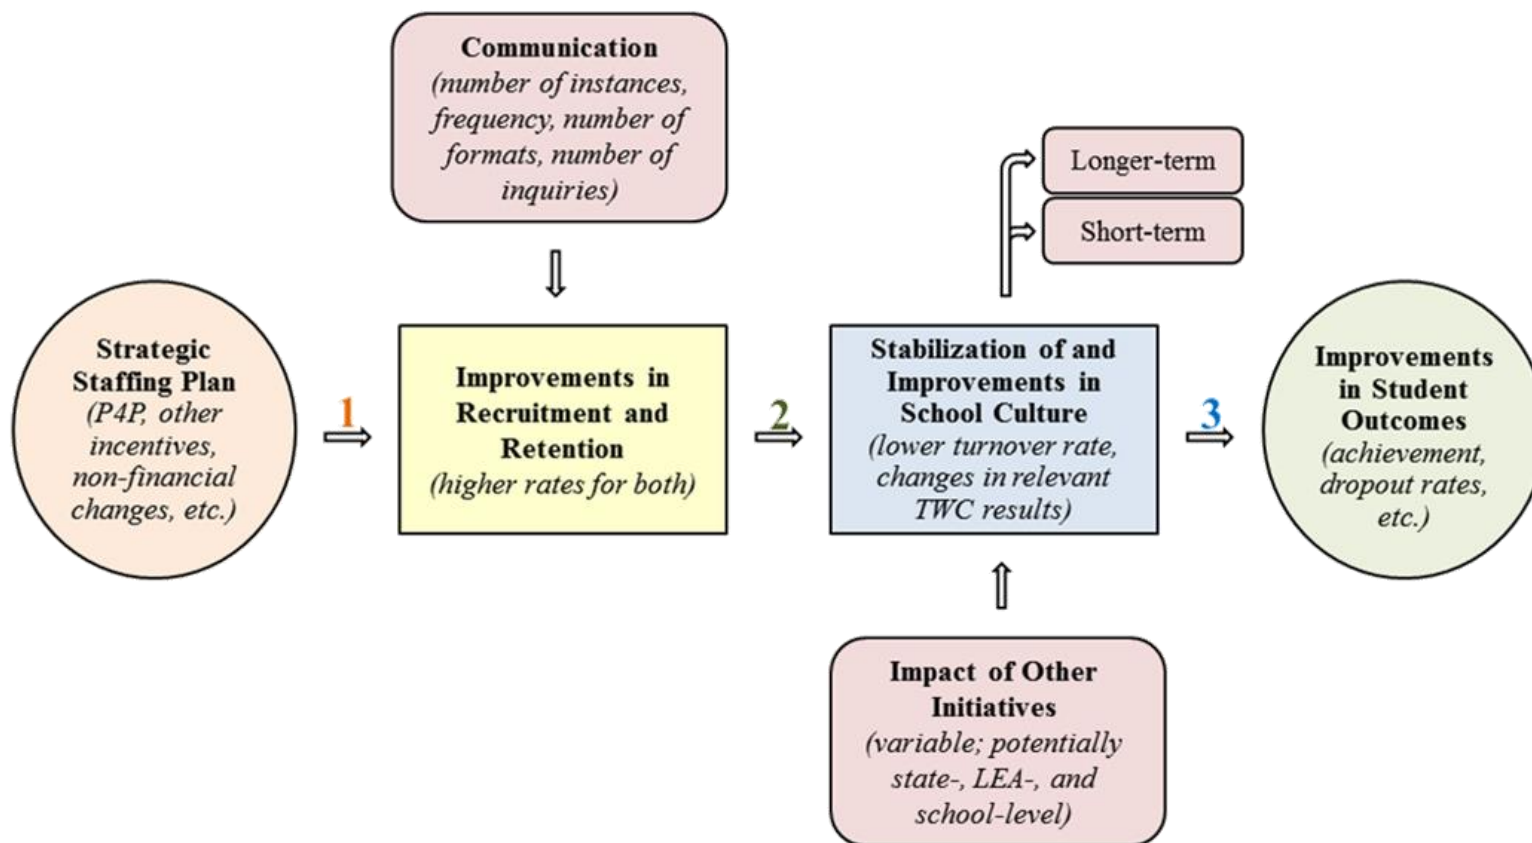 Communication
(number of instances,
frequency, number of
formats, number of
inquiries)
Longer-term
Short-term
Strategic
Staffing Plan
(P4P, other
incentives,
non-financial
changes, etc.)
1
Improvements in
Recruitment and
Retention
(higher rates for both)
2
Stabilization of and
Improvements in
School Culture
(lower turnover rate,
changes in relevant
TWC results)
3
Improvements
in Student
Outcomes
(achievement,
dropout rates,
etc.)
Impact of Other
Initiatives
(variable; potentially
state-, LEA-, and
school-level)